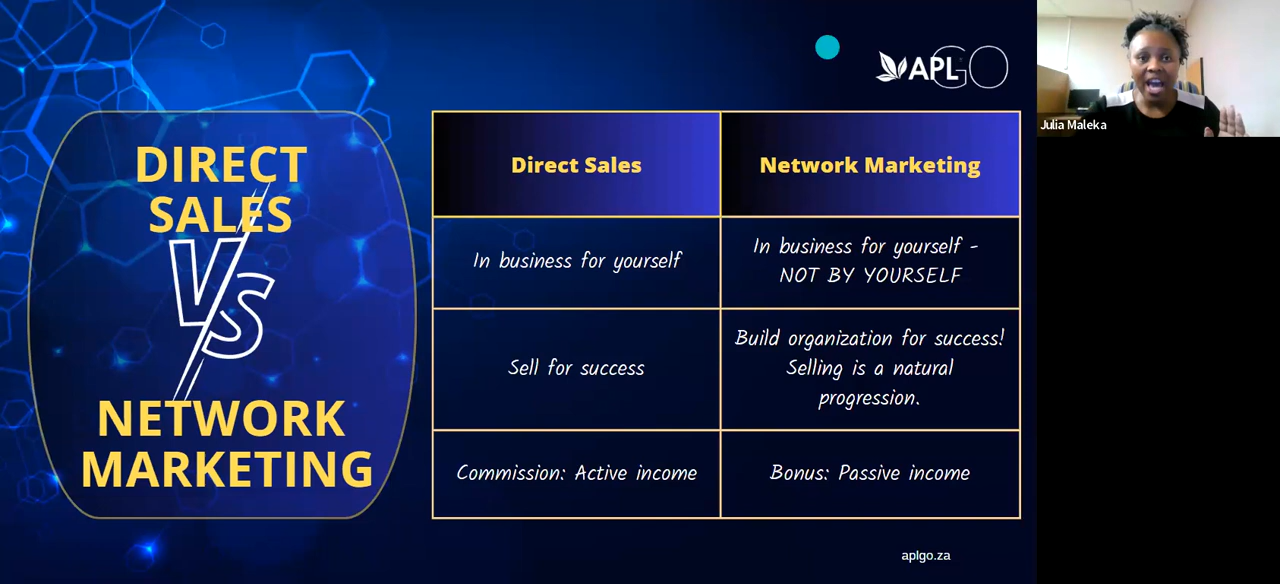 DIRECT
SALES
VS
NETWORK
MARKETING
APLGO
Direct Sales
Network Marketing
In business for yourself
In business for yourself -
NOT BY YOURSELF
Sell for success
Build organization for success!
Selling is a natural
progression.
Commission: Active income
Bonus: Passive income
aplgo.za
Julia Maleka